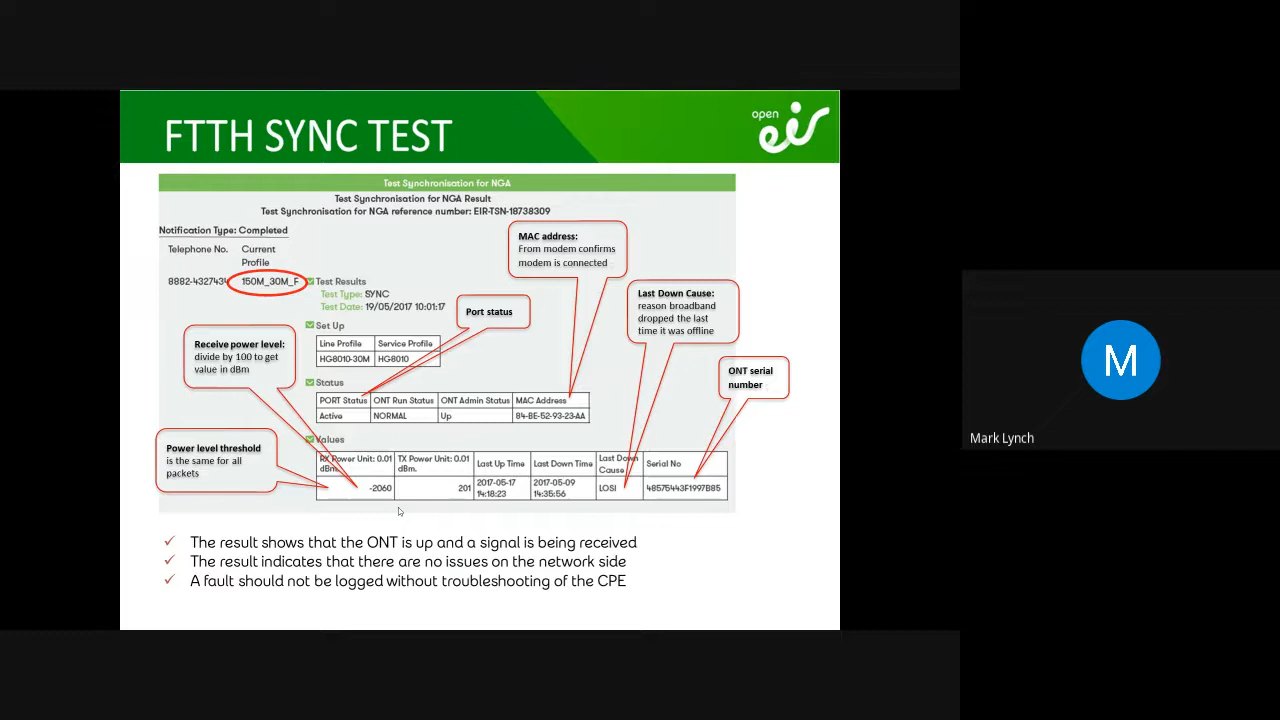 FTTH SYNC TEST
open eir
Test Synchronisation for NGA
Test Synchronisation for NGA Result
Test Synchronisation for NGA reference number: EIR-TSN-18738309
Notification Type: Completed
Telephone No.
Current
Profile
8882-4327434
150M_30M_F
Test Results
Test Type: SYNC
Test Date: 19/05/2017 10:01:17
MAC address:
From modem confirms
modem is connected
Last Down Cause:
reason broadband
dropped the last
time it was offline
Port status
Set Up
Line Profile Service Profile
HG8010-30M HG8010
Receive power level:
divide by 100 to get
value in dBm
ONT serial
number
Status
PORT Status ONT Run Status ONT Admin Status MAC Address
Active NORMAL Up 84-BE-52-93-23-AA
Power level threshold
is the same for all
packets
Values
RX Power Unit: 0.01
dBm.
TX Power Unit: 0.01
dBm.
Last Up Time
Last Down Time
Last Down
Cause
Serial No
-2060
201
2017-05-17
14:18:23
2017-05-09
14:35:56
LOSI
48575443F1997B85
The result shows that the ONT is up and a signal is being received
The result indicates that there are no issues on the network side
A fault should not be logged without troubleshooting of the CPE
M
Mark Lynch